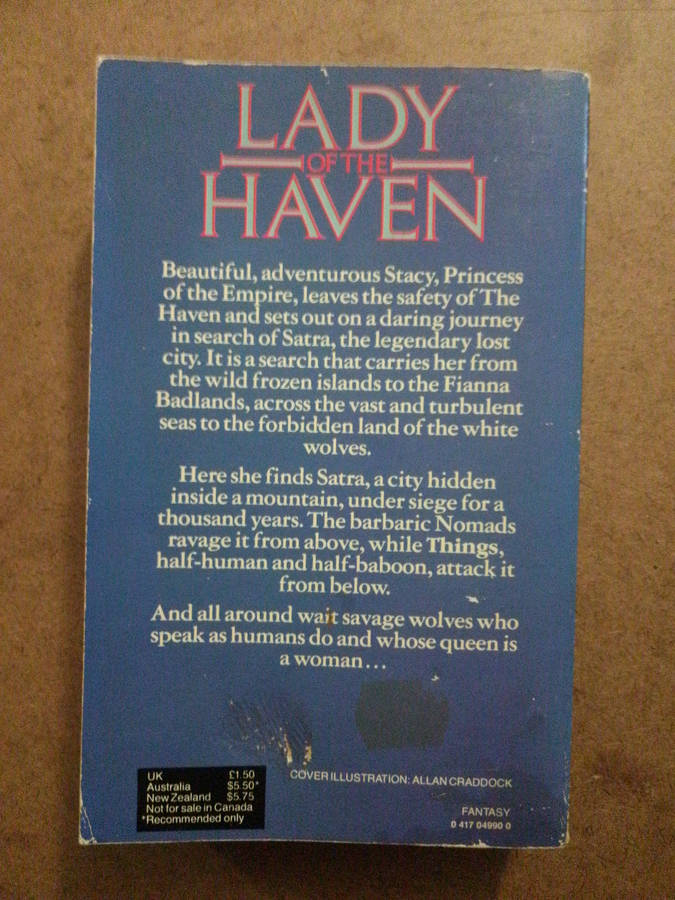 LADY
OF THE
HAVEN
Beautiful, adventurous Stacy, Princess
of the Empire, leaves the safety of The
Haven and sets out on a daring journey
in search of Satra, the legendary lost
city. It is a search that carries her from
the wild frozen islands to the Fianna
Badlands, across the vast and turbulent
seas to the forbidden land of the white
wolves.
Here she finds Satra, a city hidden
inside a mountain, under siege for a
thousand years. The barbaric Nomads
ravage it from above, while Things,
half-human and half-baboon, attack it
from below.
And all around wait savage wolves who
speak as humans do and whose queen is
a woman...
UK £1.50
Australia $5.50*
New Zealand $5.75
Not for sale in Canada
*Recommended only
COVER ILLUSTRATION: ALLAN CRADDOCK
FANTASY
0 417 04990 0